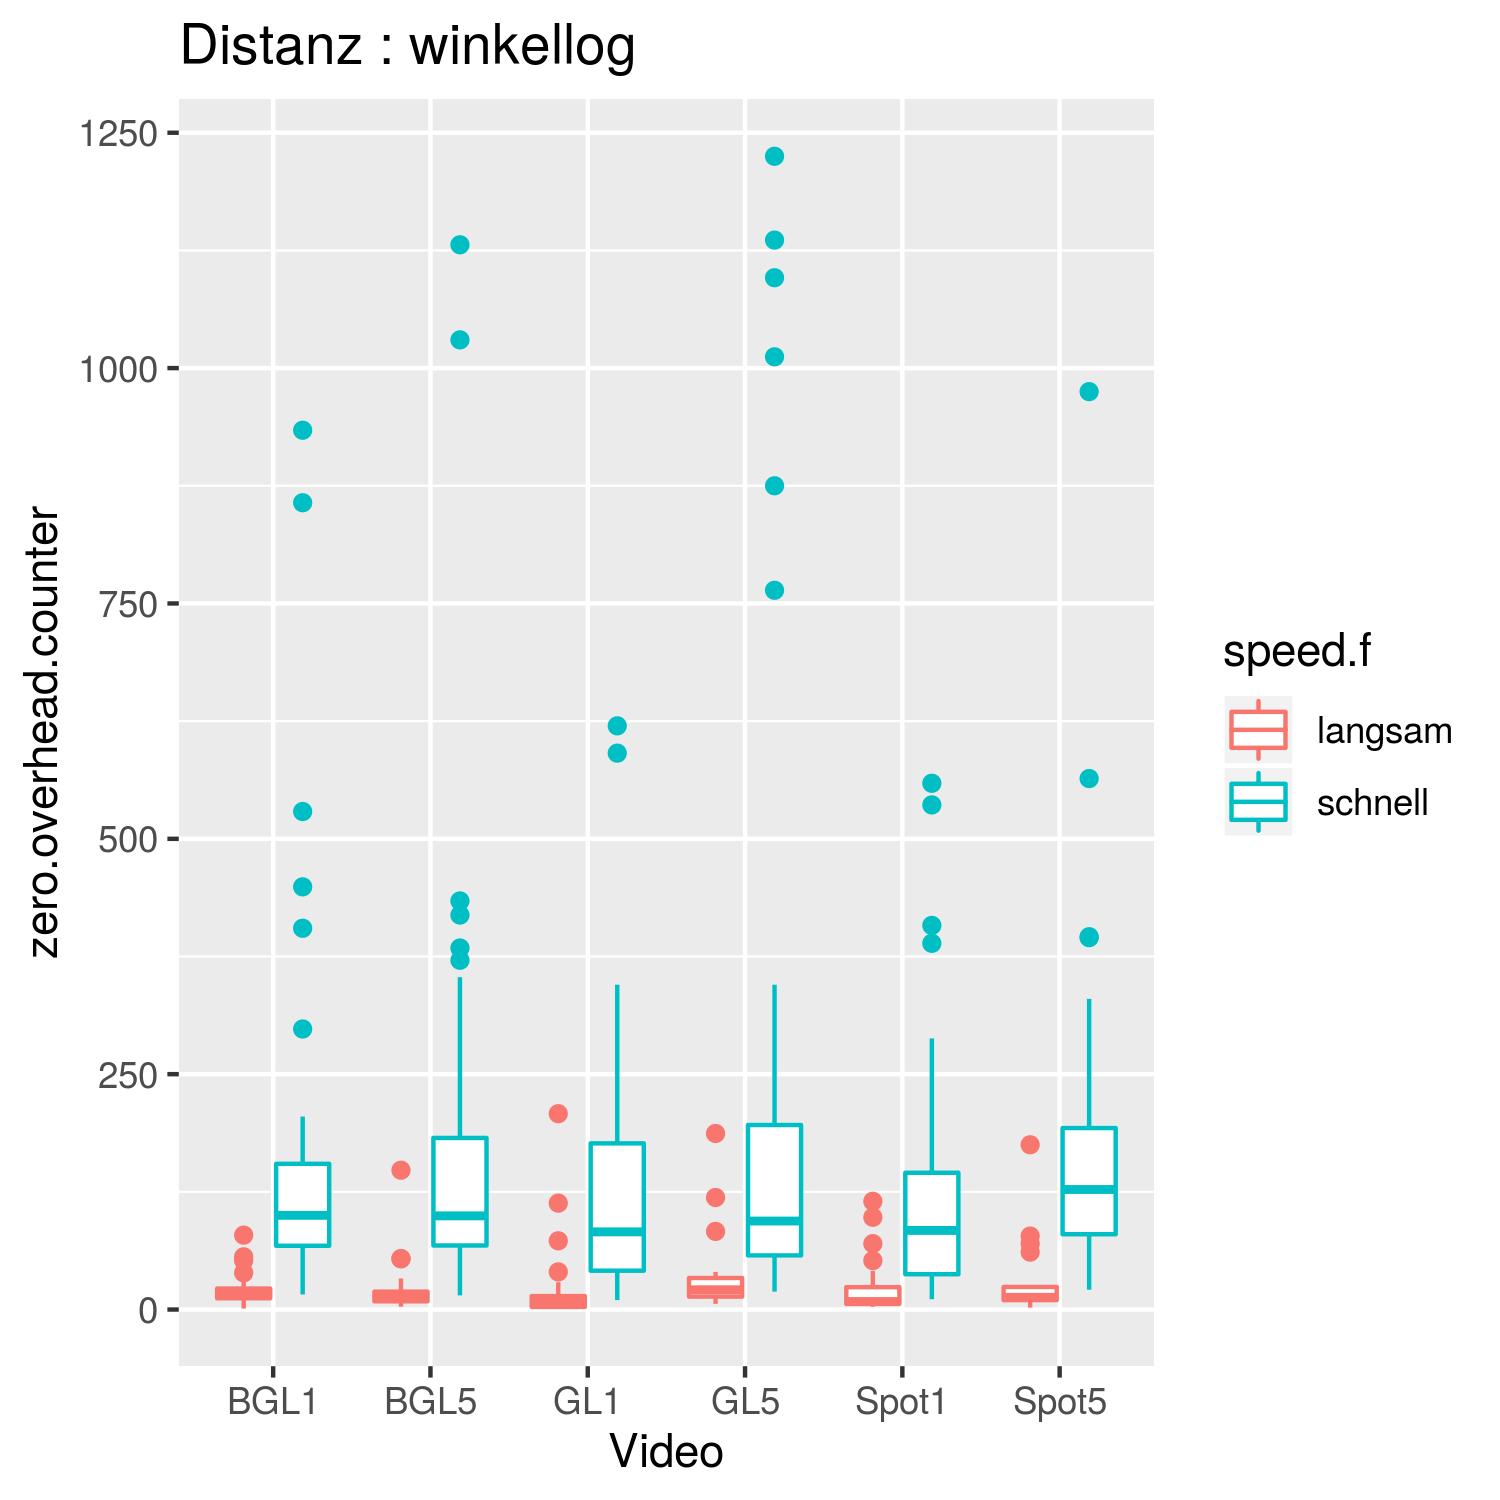 Distanz : winkellog
1250
1000
750
500
250
0
zero.overhead.counter
BGL1 BGL5 GL1 GL5 Spot1 Spot5
Video
speed.f
langsam
schnell